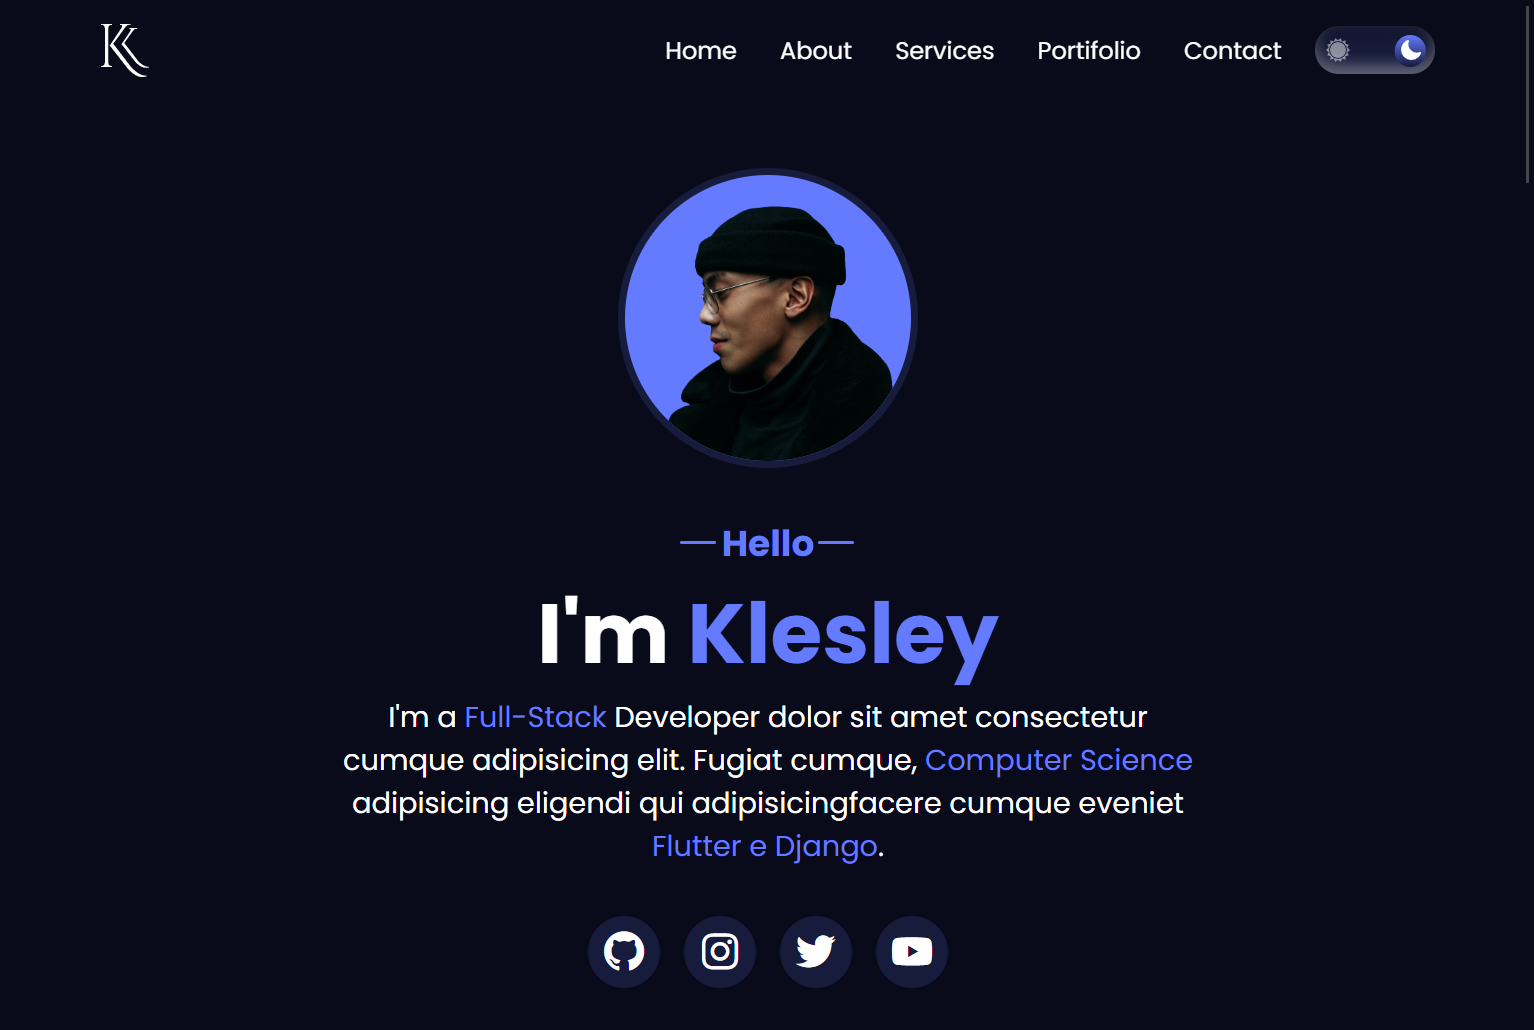 K
Home About Services Portifolio Contact
Hello
I'm Klesley
I'm a Full-Stack Developer dolor sit amet consectetur
cumque adipisicing elit. Fugiat cumque, Computer Science
adipisicing eligendi qui adipisicingfacere cumque eveniet
Flutter e Django.